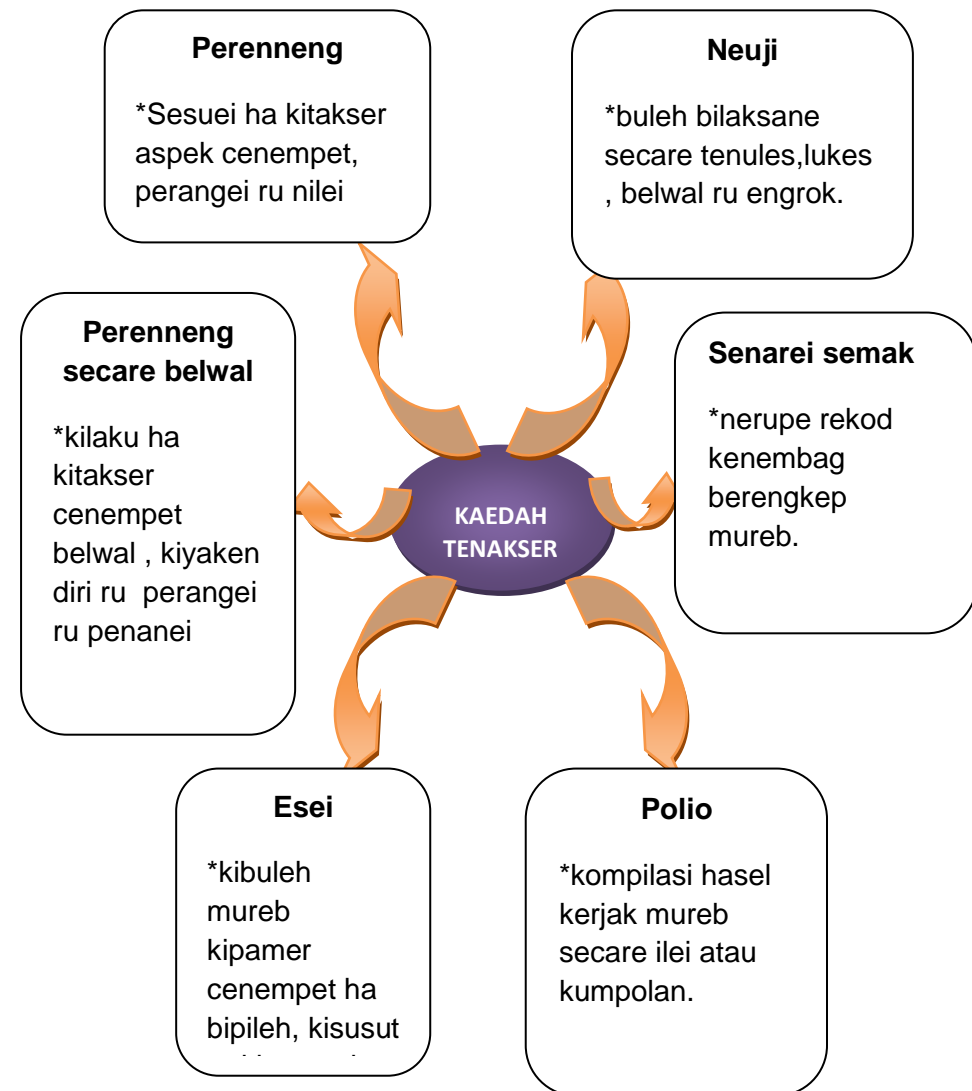 Perenneng
*Sesuei ha kitakser
aspek cenempet,
perangei ru nilei
Neuji
*buleh bilaksane
secare tenules,lukes
, belwal ru engrok.
Perenneng
secare belwal
*kilaku ha
kitakser
cenempet
belwal , kiyaken
diri ru perangei
ru penanei
Senarei semak
*nerupe rekod
kenembag
berengkep
mureb.
KAEDAH
TENAKSER
Esei
*kibuleh
mureb
kipamer
cenempet ha
bipileh, kisusut
Polio
*kompilasi hasel
kerjak mureb
secare ilei atau
kumpolan.